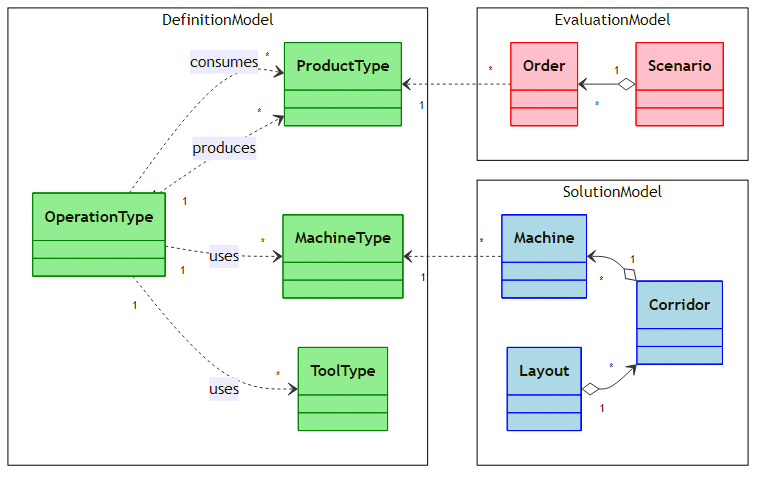 DefinitionModel
EvaluationModel
consumes
*
ProductType
1
*
Order
1
*
Scenario
*
produces
1
SolutionModel
OperationType
uses
1
*
MachineType
1
*
Machine
1
*
Corridor
1
uses
*
ToolType
Layout
1
*